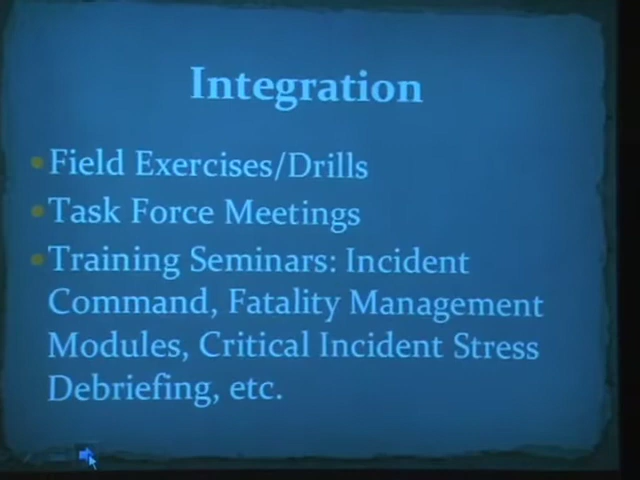 Integration
Field Exercises/Drills
Task Force Meetings
Training Seminars: Incident
Command, Fatality Management
Modules, Critical Incident Stress
Debriefing, etc.